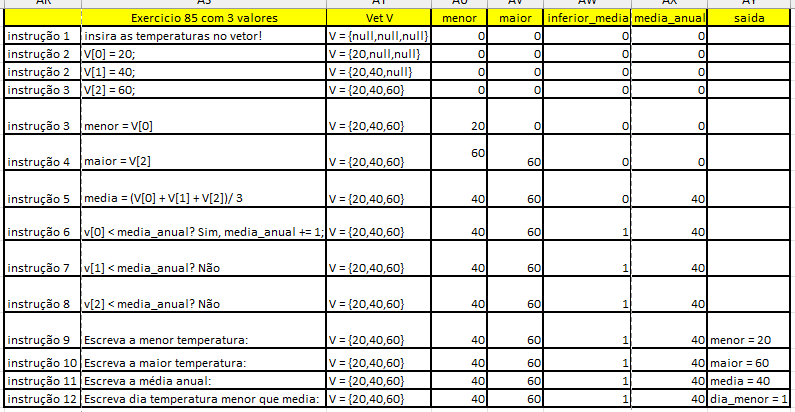 AR AS AT AU AV AW AX AY
Exercicio 85 com 3 valores Vet V menor maior inferior_media media_anual saida
instrução 1 insira as temperaturas no vetor! V = {null,null,null} 0 0 0 0
instrução 2 V[0] = 20; V = {20,null,null} 0 0 0 0
instrução 2 V[1] = 40; V = {20,40,null} 0 0 0 0
instrução 3 V[2] = 60; V = {20,40,60} 0 0 0 0
instrução 3 menor = V[0] V = {20,40,60} 20 0 0 0
instrução 4 maior = V[2] V = {20,40,60} 60 60 0 0
instrução 5 media = (V[0] + V[1] + V[2])/ 3 V = {20,40,60} 40 60 0 40
instrução 6 v[0] < media_anual? Sim, media_anual += 1; V = {20,40,60} 40 60 1 40
instrução 7 v[1] < media_anual? Não V = {20,40,60} 40 60 1 40
instrução 8 v[2] < media_anual? Não V = {20,40,60} 40 60 1 40
instrução 9 Escreva a menor temperatura: V = {20,40,60} 40 60 1 40 menor = 20
instrução 10 Escreva a maior temperatura: V = {20,40,60} 40 60 1 40 maior = 60
instrução 11 Escreva a média anual: V = {20,40,60} 40 60 1 40 media = 40
instrução 12 Escreva dia temperatura menor que media: V = {20,40,60} 40 60 1 40 dia_menor = 1